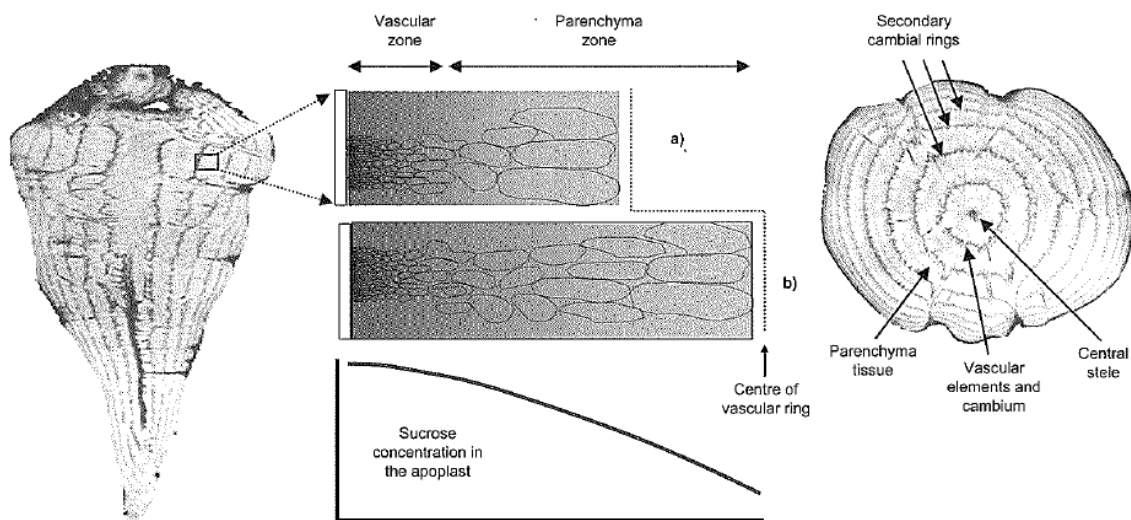 Vascular
zone
Parenchyma
zone
Secondary
cambial rings
a)
b)
Parenchyma
tissue
Vascular
elements and
cambium
Central
stele
Centre of
vascular ring
Sucrose
concentration in
the apoplast